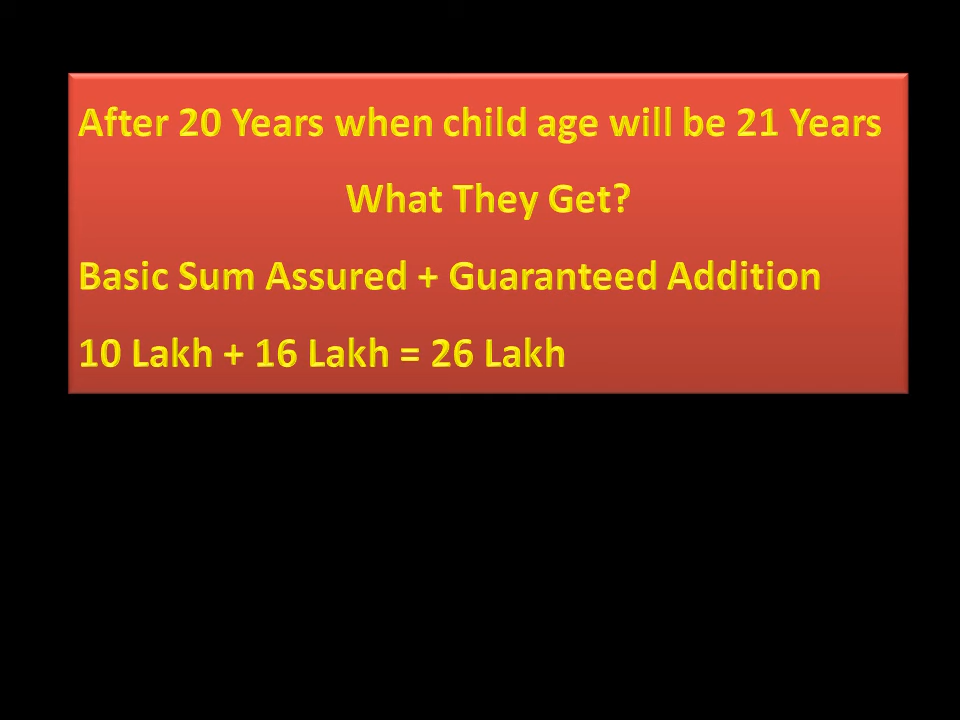 After 20 Years when child age will be 21 Years
What They Get?
Basic Sum Assured + Guaranteed Addition
10 Lakh + 16 Lakh = 26 Lakh